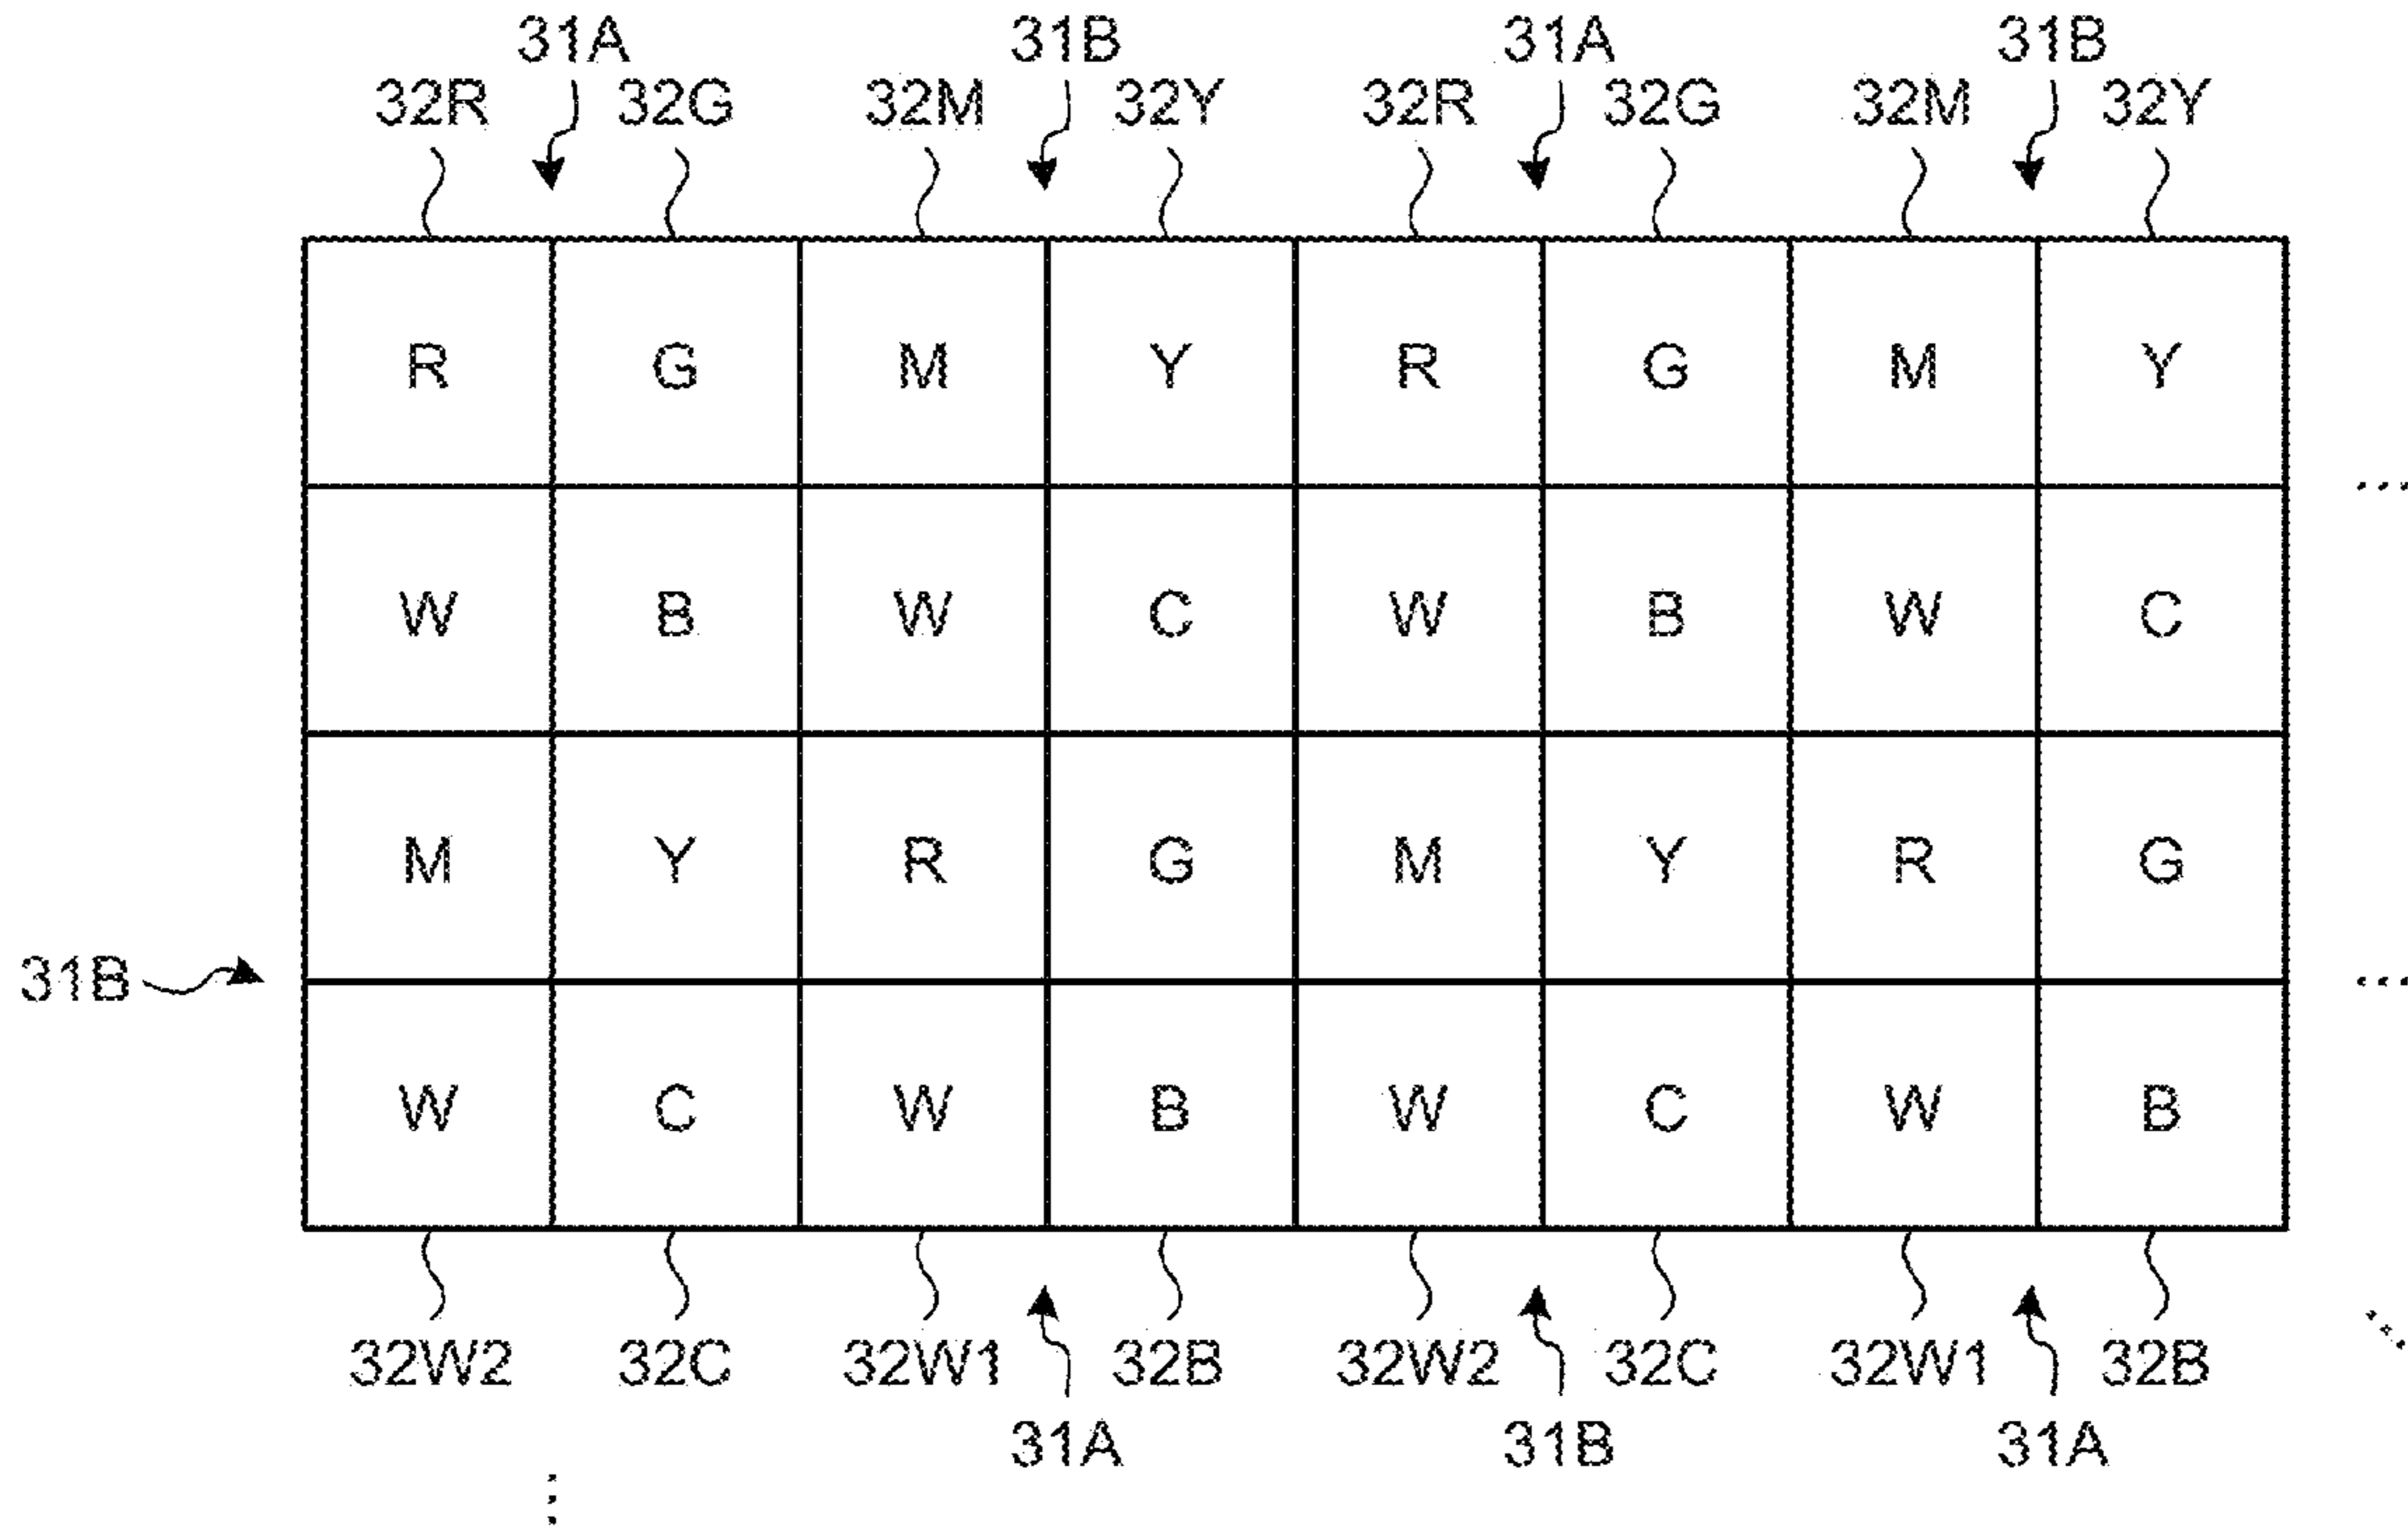 31A 31B 31A 31B
32R 32G 32M 32Y 32R 32G 32M 32Y
R G M Y R G M Y
W B W C W B W C
...
M Y R G M Y R G
31B
...
W C W B W C W B
32W2 32C 32W1 32B 32W2 32C 32W1 32B
31A 31B 31A